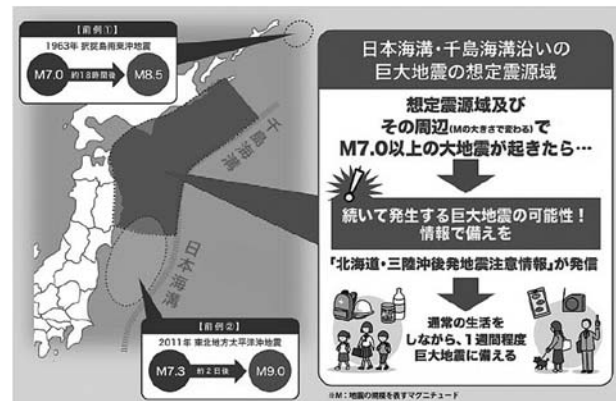 【前例①】
1963年 択捉島南東沖地震
M7.0 約18時間後 M8.5
千島海溝
日本海溝
【前例②】
2011年 東北地方太平洋沖地震
M7.3 約2日後 M9.0
日本海溝・千島海溝沿いの
巨大地震の想定震源域
想定震源域及び
その周辺(Mの大きさで変わる)で
M7.0以上の大地震が起きたら…
続いて発生する巨大地震の可能性！
情報で備えを
「北海道・三陸沖後発地震注意情報」が発信
通常の生活を
しながら、1週間程度
巨大地震に備える
※M：地震の規模を表すマグニチュード